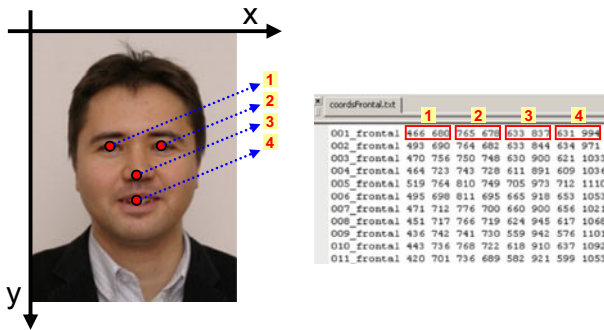 x
y
1
2
3
4
coordsFrontal.txt
1 2 3 4
001_frontal 466 680 765 678 633 837 631 994
002_frontal 493 690 764 682 633 844 634 971
003_frontal 470 756 750 748 630 900 621 1033
004_frontal 464 723 743 728 611 891 609 1036
005_frontal 519 764 810 749 705 973 712 1110
006_frontal 495 698 811 695 665 918 653 1053
007_frontal 471 712 776 700 660 900 656 1021
008_frontal 451 717 766 719 624 945 617 1068
009_frontal 436 742 741 730 559 942 576 1101
010_frontal 443 736 768 722 618 910 637 1092
011_frontal 420 701 736 689 582 921 599 1053